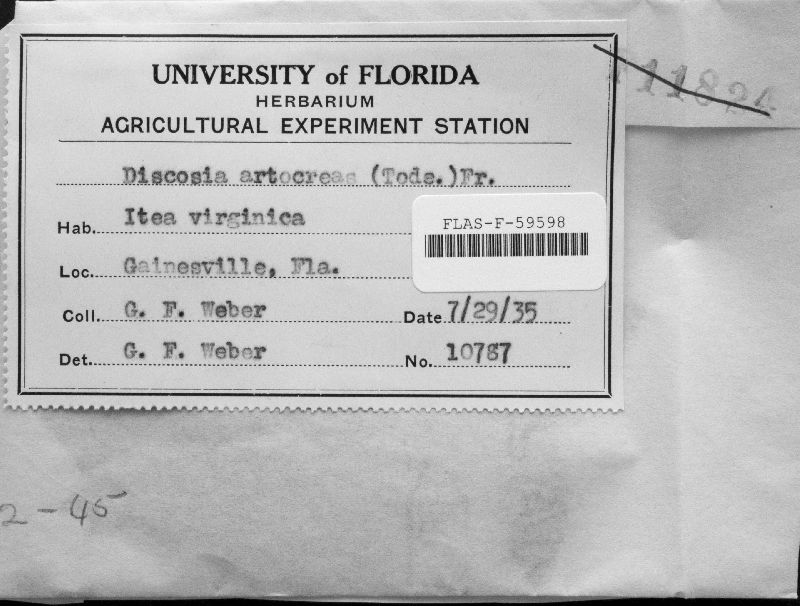 UNIVERSITY of FLORIDA
HERBARIUM
AGRICULTURAL EXPERIMENT STATION
F11824
Discosia artocreas (Tode.)Fr.
Hab. Itea virginica
FLAS-F-59598
Loc. Gainesville, Fla.
Coll. G. F. Weber Date 7/29/35
Det. G. F. Weber No. 10787
2-45